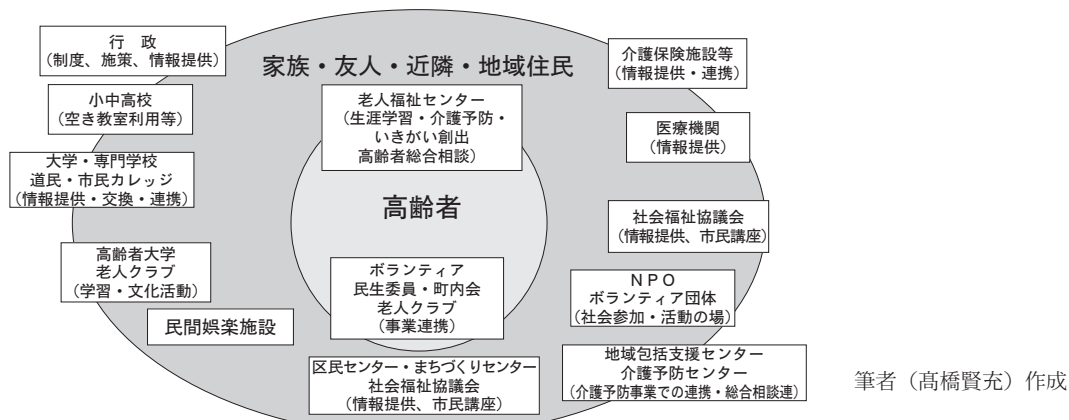 行　政
（制度、施策、情報提供）
小中高校
（空き教室利用等）
大学・専門学校
道民・市民カレッジ
（情報提供・交換・連携）
高齢者大学
老人クラブ
（学習・文化活動）
民間娯楽施設
家族・友人・近隣・地域住民
老人福祉センター
（生涯学習・介護予防・
いきがい創出
高齢者総合相談）
高齢者
ボランティア
民生委員・町内会
老人クラブ
（事業連携）
区民センター・まちづくりセンター
社会福祉協議会
（情報提供、市民講座）
介護保険施設等
（情報提供・連携）
医療機関
（情報提供）
社会福祉協議会
（情報提供、市民講座）
ＮＰＯ
ボランティア団体
（社会参加・活動の場）
地域包括支援センター
介護予防センター
（介護予防事業での連携・総合相談連）
筆者（髙橋賢充）作成